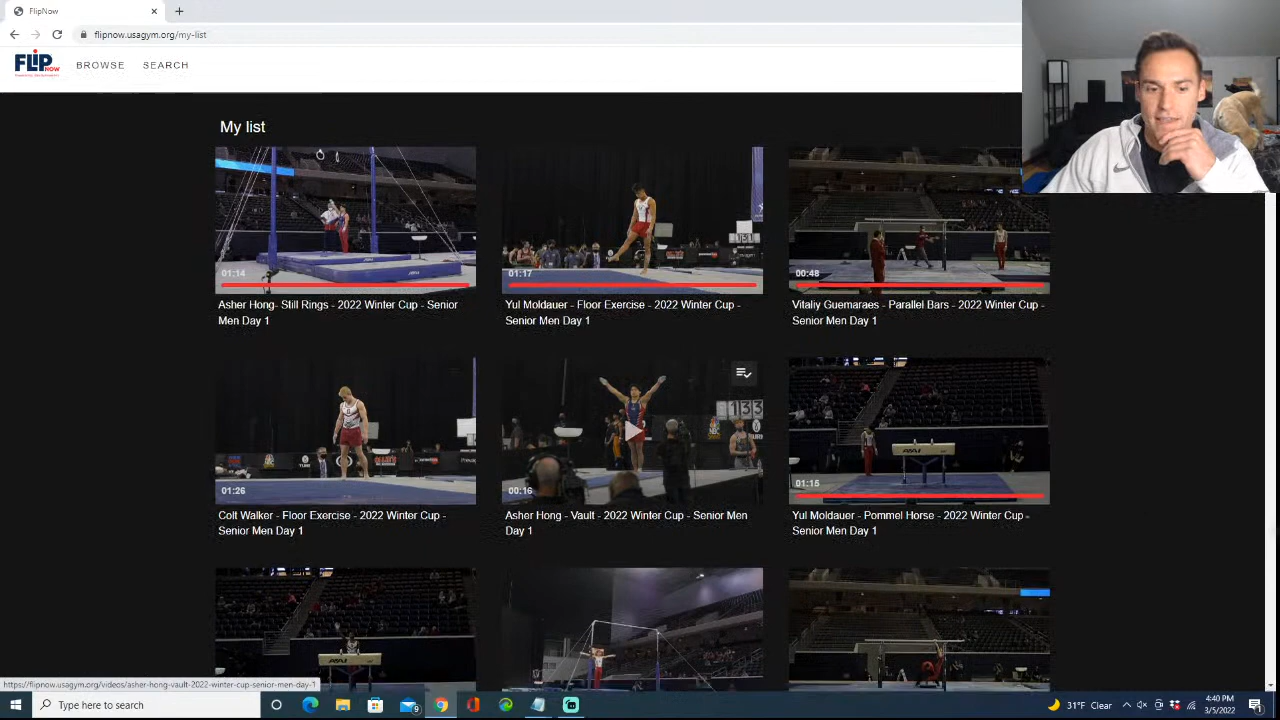 FlipNow
flipnow.usagym.org/my-list
FLIP NOW
BROWSE
SEARCH
My list
01:14
Asher Hong- Still Rings - 2022 Winter Cup - Senior
Men Day 1
01:17
Yul Moldauer - Floor Exercise - 2022 Winter Cup -
Senior Men Day 1
00:48
Vitaliy Guemaraes - Parallel Bars - 2022 Winter Cup -
Senior Men Day 1
01:26
Colt Walker - Floor Exercise - 2022 Winter Cup -
Senior Men Day 1
133
00:16
Asher Hong - Vault - 2022 Winter Cup - Senior Men
Day 1
01:15
Yul Moldauer - Pommel Horse - 2022 Winter Cup -
Senior Men Day 1
https://flipnow.usagym.org/videos/asher-hong-vault-2022-winter-cup-senior-men-day-1
Type here to search
9
31°F Clear
4:40 PM
3/5/2022
1